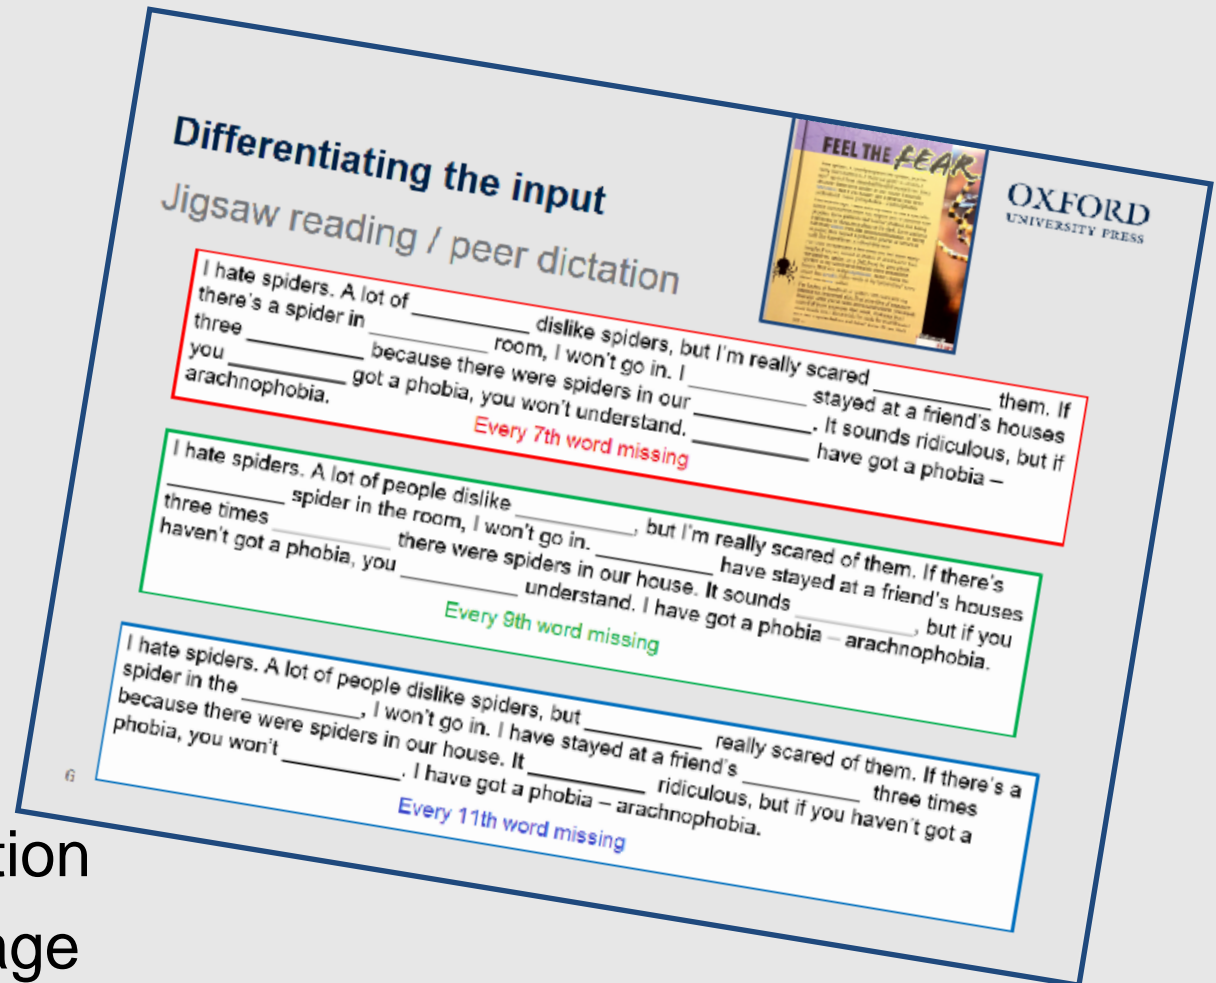 Differentiating the input
Jigsaw reading / peer dictation
FEEL THE FEAR
OXFORD
UNIVERSITY PRESS
I hate spiders. A lot of __________ dislike spiders, but I'm really scared __________ them. If
there's a spider in __________ room, I won't go in. I __________ stayed at a friend's houses
three __________ because there were spiders in our __________. It sounds ridiculous, but if
you __________ got a phobia, you won't understand. __________ have got a phobia –
arachnophobia.
Every 7th word missing
I hate spiders. A lot of people dislike __________, but I'm really scared of them. If there's
__________ spider in the room, I won't go in. __________ have stayed at a friend's houses
three times __________ there were spiders in our house. It sounds __________, but if you
haven't got a phobia, you __________ understand. I have got a phobia – arachnophobia.
Every 9th word missing
I hate spiders. A lot of people dislike spiders, but __________ really scared of them. If there's a
spider in the __________, I won't go in. I have stayed at a friend's __________ three times
because there were spiders in our house. It __________ ridiculous, but if you haven't got a
phobia, you won't __________. I have got a phobia – arachnophobia.
Every 11th word missing
6
tion
age